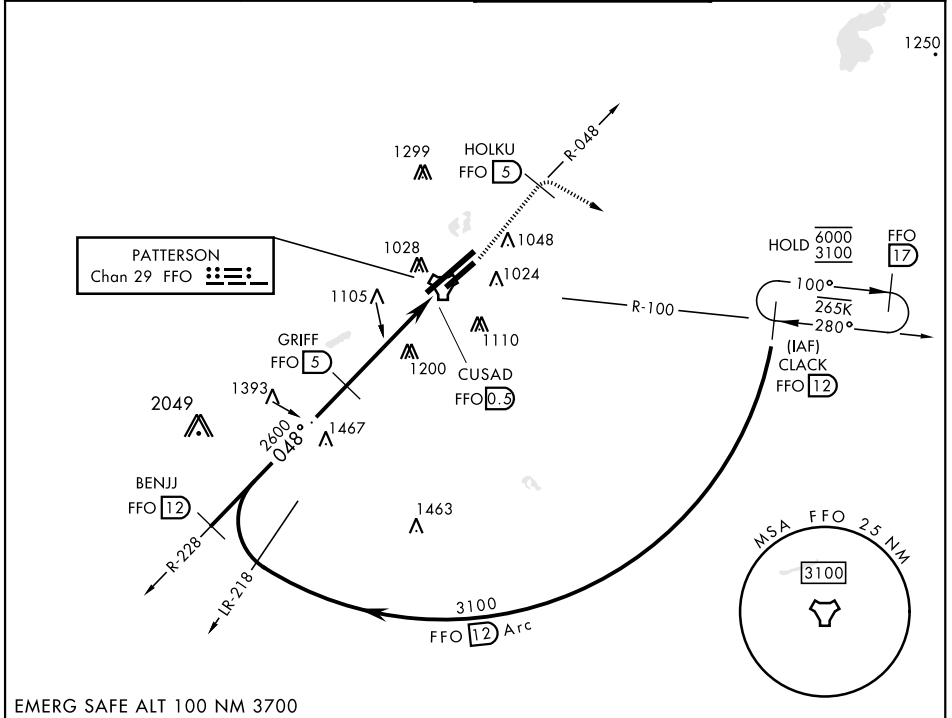 1250
R-048
1299
HOLKU
FFO 5
PATTERSON
Chan 29 FFO
1028
1048
1024
HOLD 6000
3100
FFO
17
100°
265K
280°
R-100
(IAF)
CLACK
FFO 12
1105
GRIFF
FFO 5
1110
1200
CUSAD
FFO 0.5
1393
2049
2600
048°
1467
BENJJ
FFO 12
1463
R-228
LR-218
3100
FFO 12 Arc
MSA FFO 25 NM
3100
EMERG SAFE ALT 100 NM 3700